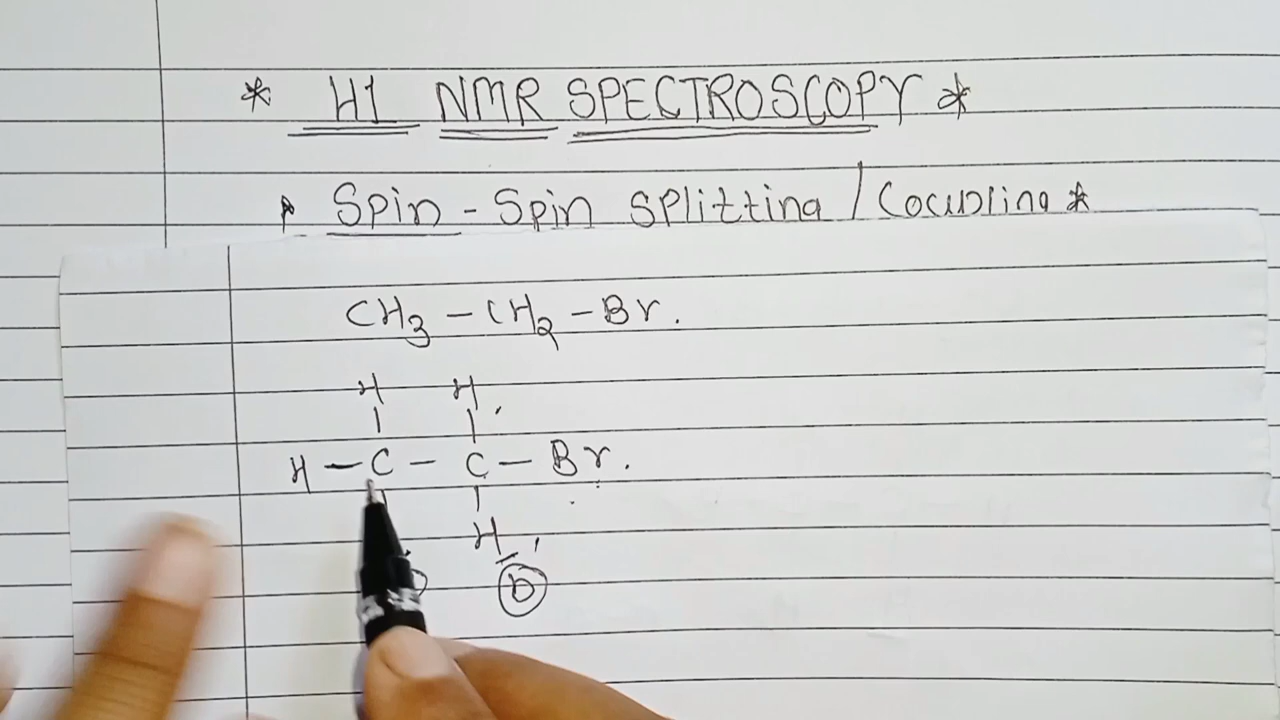 * H1 NMR SPECTROSCOPY *
Spin - Spin Splitting / Coupling *
CH3 - CH2 - Br.
H H
H - C - C - Br.
H
b